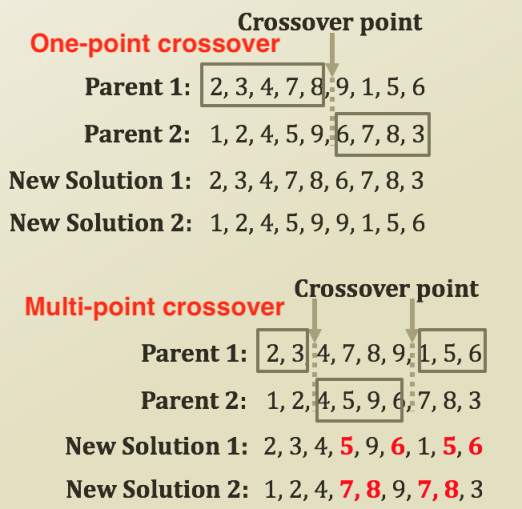 Crossover point
One-point crossover
Parent 1: 2, 3, 4, 7, 8, 9, 1, 5, 6
Parent 2: 1, 2, 4, 5, 9, 6, 7, 8, 3
New Solution 1: 2, 3, 4, 7, 8, 6, 7, 8, 3
New Solution 2: 1, 2, 4, 5, 9, 9, 1, 5, 6
Crossover point
Multi-point crossover
Parent 1: 2, 3, 4, 7, 8, 9, 1, 5, 6
Parent 2: 1, 2, 4, 5, 9, 6, 7, 8, 3
New Solution 1: 2, 3, 4, 5, 9, 6, 1, 5, 6
New Solution 2: 1, 2, 4, 7, 8, 9, 7, 8, 3